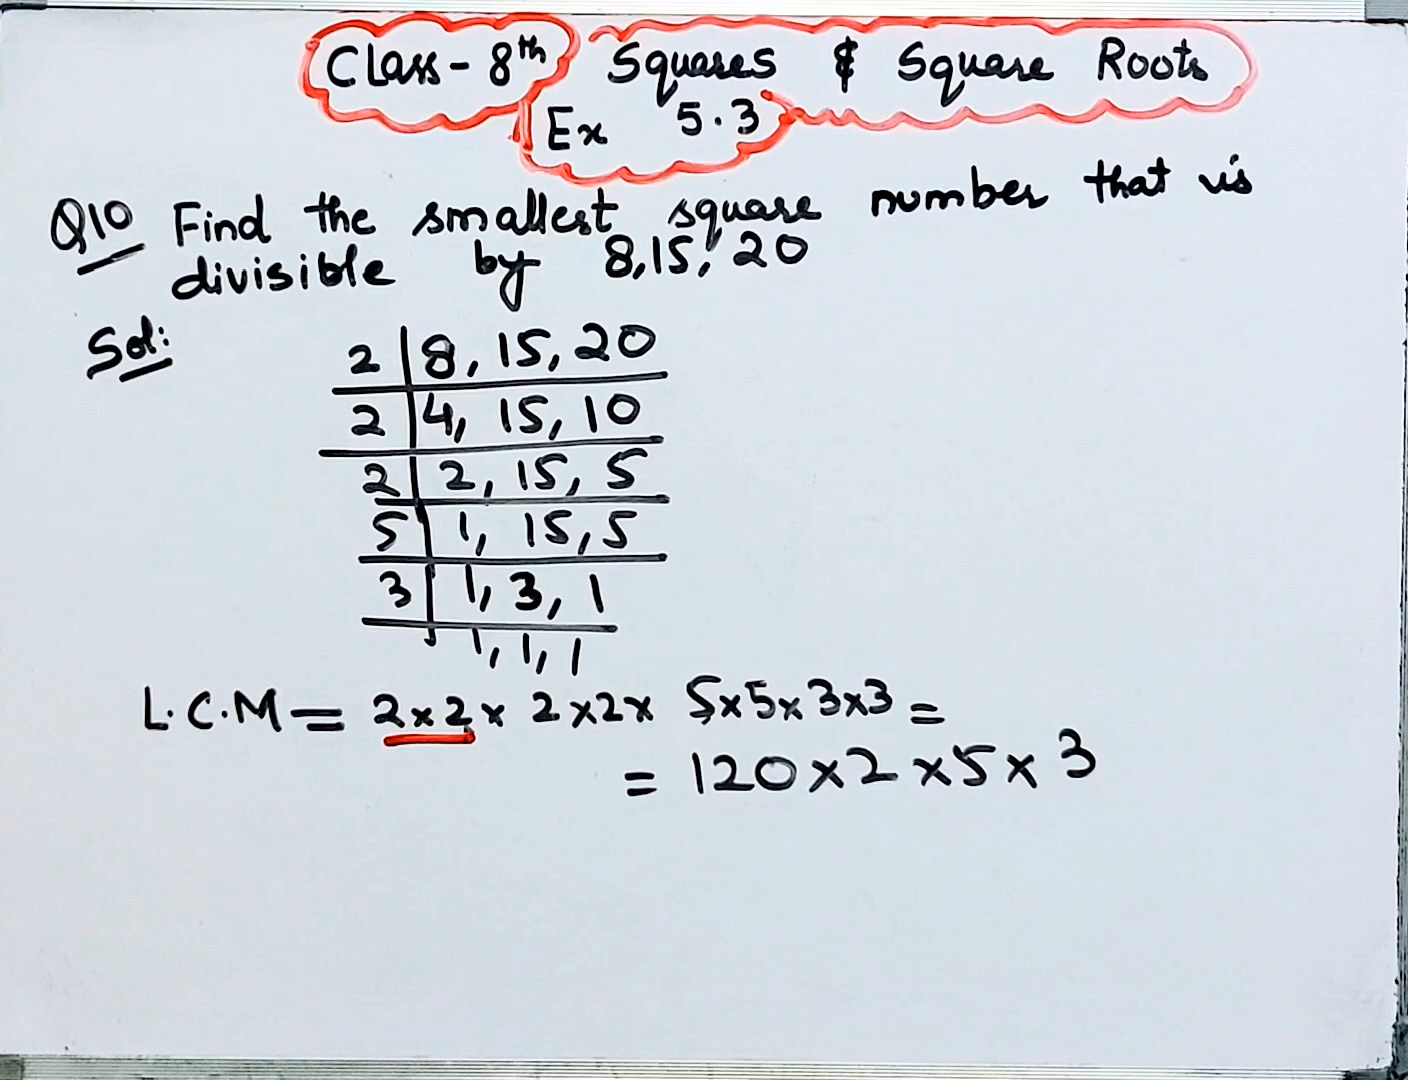 Class - 8th Squares & Square Roots
Ex 5.3
Q10 Find the smallest square number that is
divisible by 8, 15, 20
Sol:
2 | 8, 15, 20
2 | 4, 15, 10
2 | 2, 15, 5
5 | 1, 15, 5
3 | 1, 3, 1
1, 1, 1
L.C.M = 2×2× 2×2× 5×5×3×3 =
= 120×2×5×3